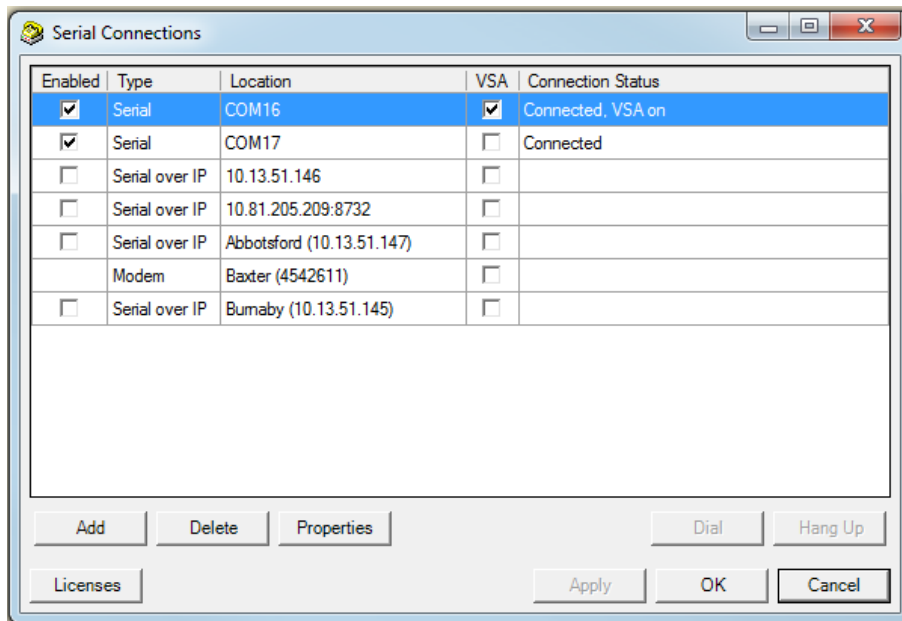 Serial Connections
Enabled Type Location VSA Connection Status
Serial COM16 Connected, VSA on
Serial COM17 Connected
Serial over IP 10.13.51.146
Serial over IP 10.81.205.209:8732
Serial over IP Abbotsford (10.13.51.147)
Modem Baxter (4542611)
Serial over IP Burnaby (10.13.51.145)
Add Delete Properties Dial Hang Up
Licenses Apply OK Cancel